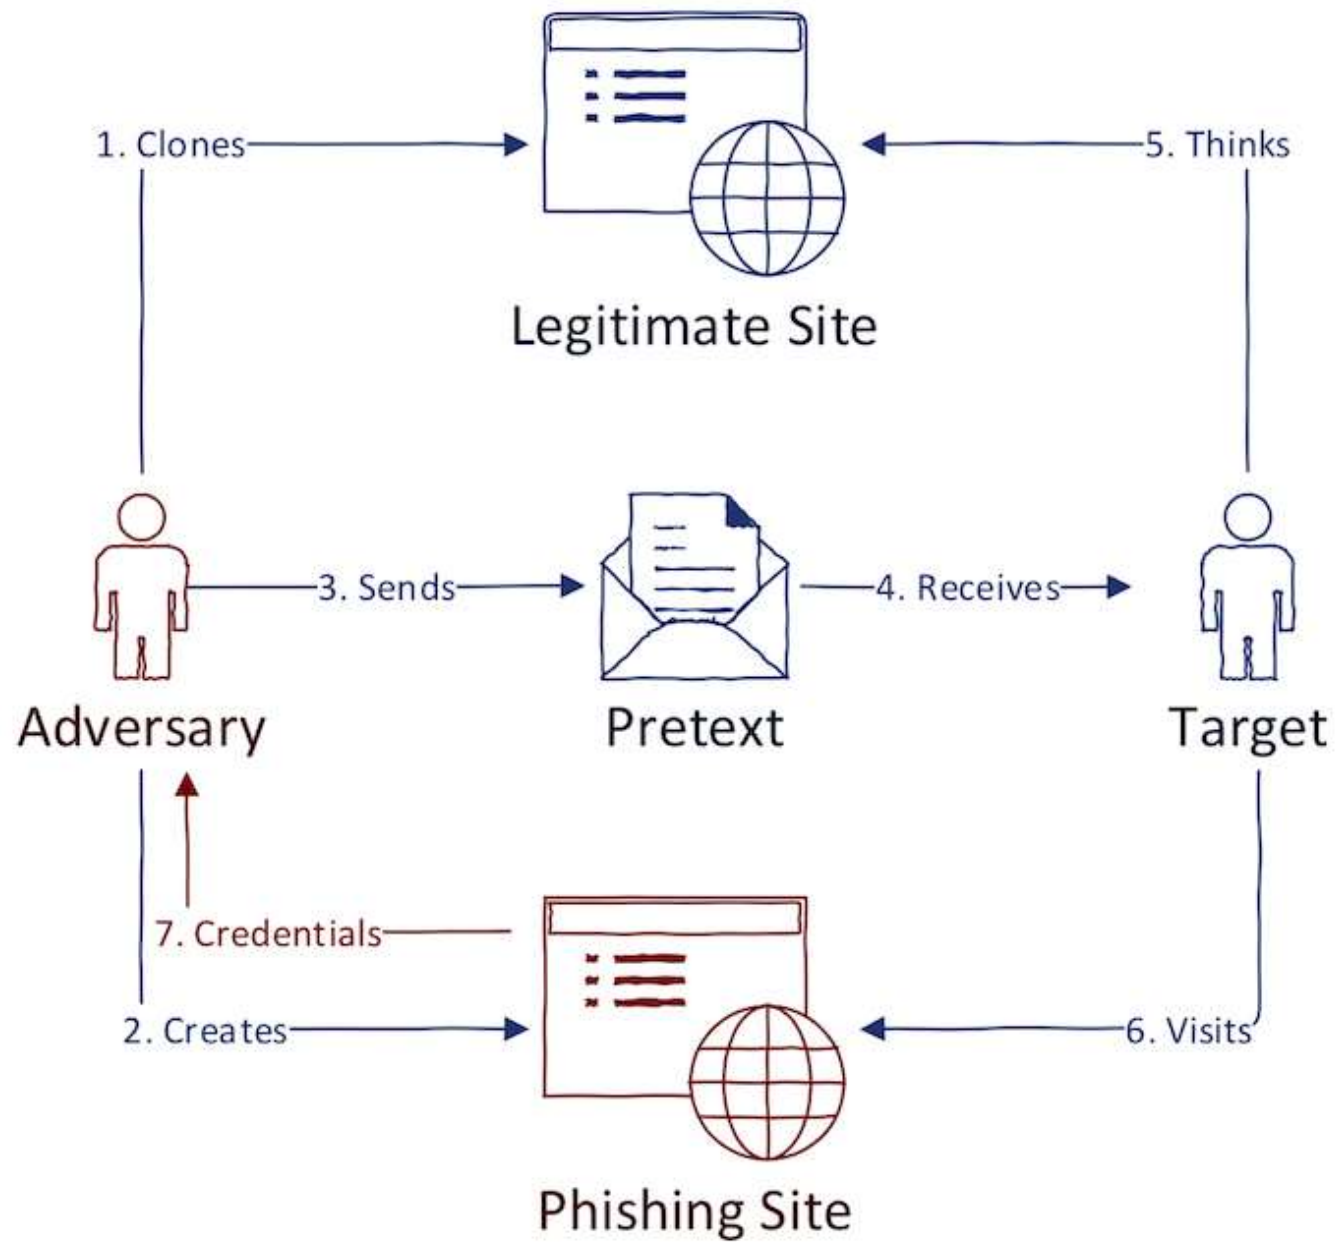 1. Clones
5. Thinks
Legitimate Site
3. Sends
4. Receives
Adversary
Pretext
Target
7. Credentials
2. Creates
6. Visits
Phishing Site